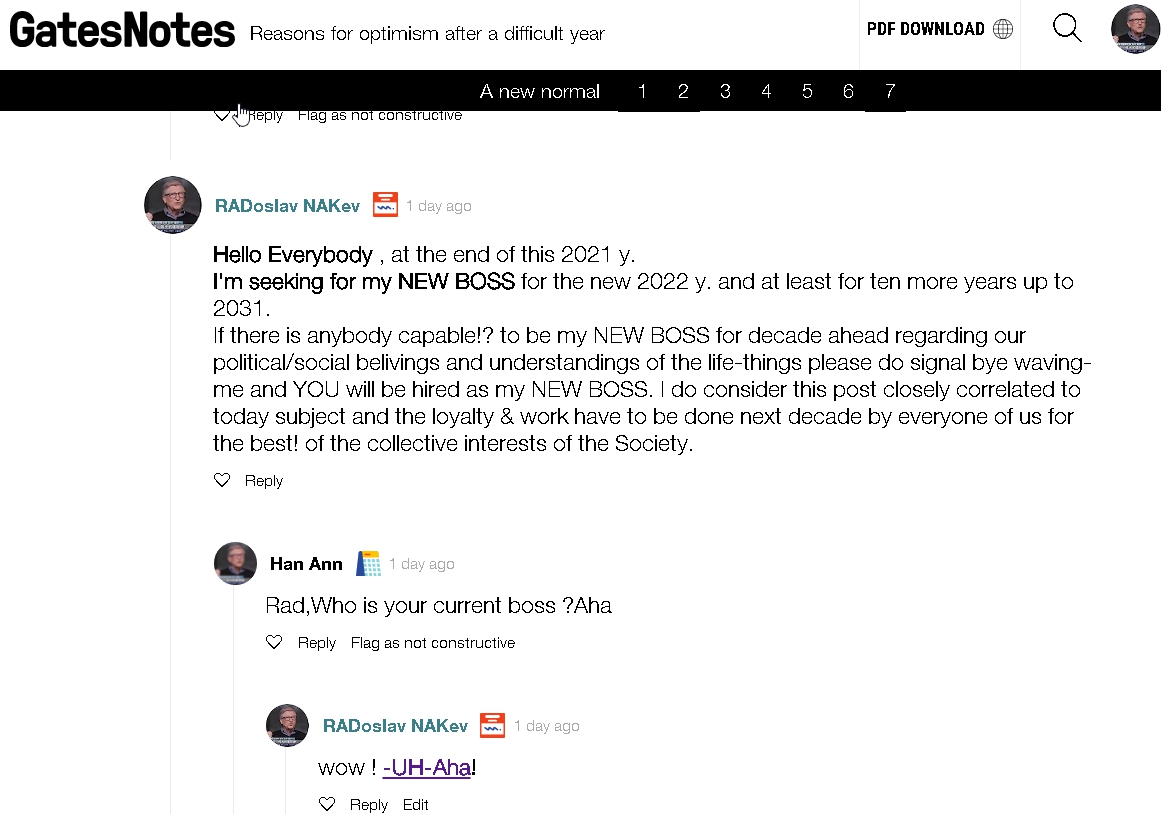 GatesNotes Reasons for optimism after a difficult year PDF DOWNLOAD
A new normal 1 2 3 4 5 6 7
Reply Flag as not constructive
RADoslav NAKev 1 day ago
Hello Everybody , at the end of this 2021 y.
I'm seeking for my NEW BOSS for the new 2022 y. and at least for ten more years up to
2031.
If there is anybody capable!? to be my NEW BOSS for decade ahead regarding our
political/social belivings and understandings of the life-things please do signal bye waving-
me and YOU will be hired as my NEW BOSS. I do consider this post closely correlated to
today subject and the loyalty & work have to be done next decade by everyone of us for
the best! of the collective interests of the Society.
Reply
Han Ann 1 day ago
Rad,Who is your current boss ?Aha
Reply Flag as not constructive
RADoslav NAKev 1 day ago
wow ! -UH-Aha!
Reply Edit